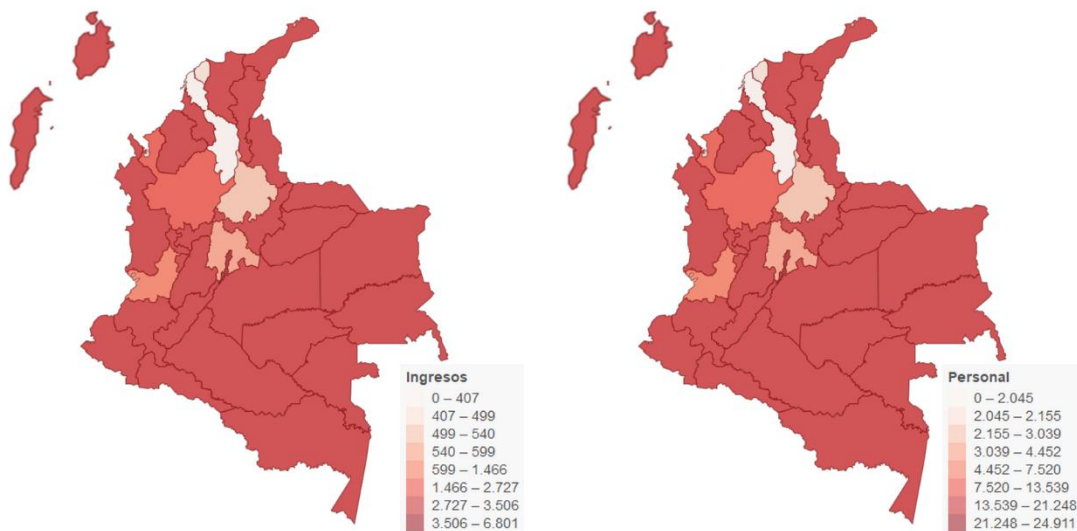 Ingresos
0 – 407
407 – 499
499 – 540
540 – 599
599 – 1.466
1.466 – 2.727
2.727 – 3.506
3.506 – 6.801
Personal
0 – 2.045
2.045 – 2.155
2.155 – 3.039
3.039 – 4.452
4.452 – 7.520
7.520 – 13.539
13.539 – 21.248
21.248 – 24.911